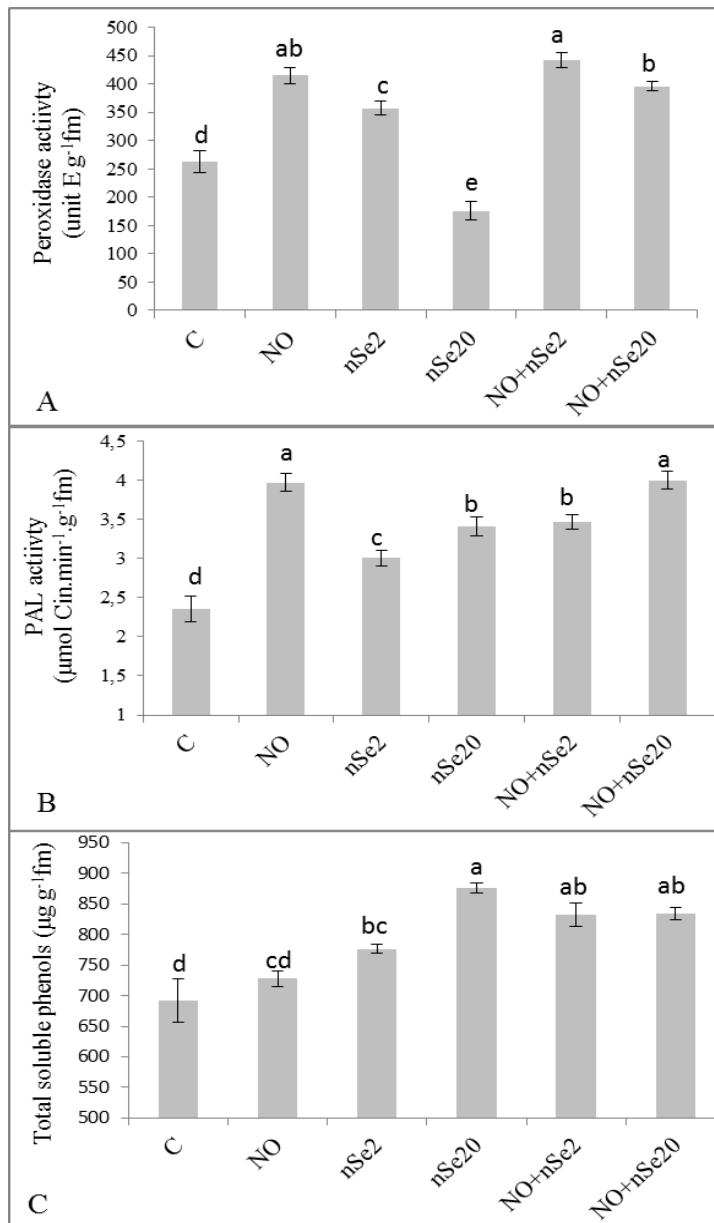 Peroxidase actiivty
(unit E g⁻¹fm)
500
450
400
350
300
250
200
150
100
50
0
d
ab
c
e
a
b
C
NO
nSe2
nSe20
NO+nSe2
NO+nSe20
A
PAL actiivty
(µmol Cin.min⁻¹.g⁻¹fm)
4,5
4
3,5
3
2,5
2
1,5
1
d
a
c
b
b
a
C
NO
nSe2
nSe20
NO+nSe2
NO+nSe20
B
Total soluble phenols (µg g⁻¹fm)
950
900
850
800
750
700
650
600
550
500
d
cd
bc
a
ab
ab
C
NO
nSe2
nSe20
NO+nSe2
NO+nSe20
C